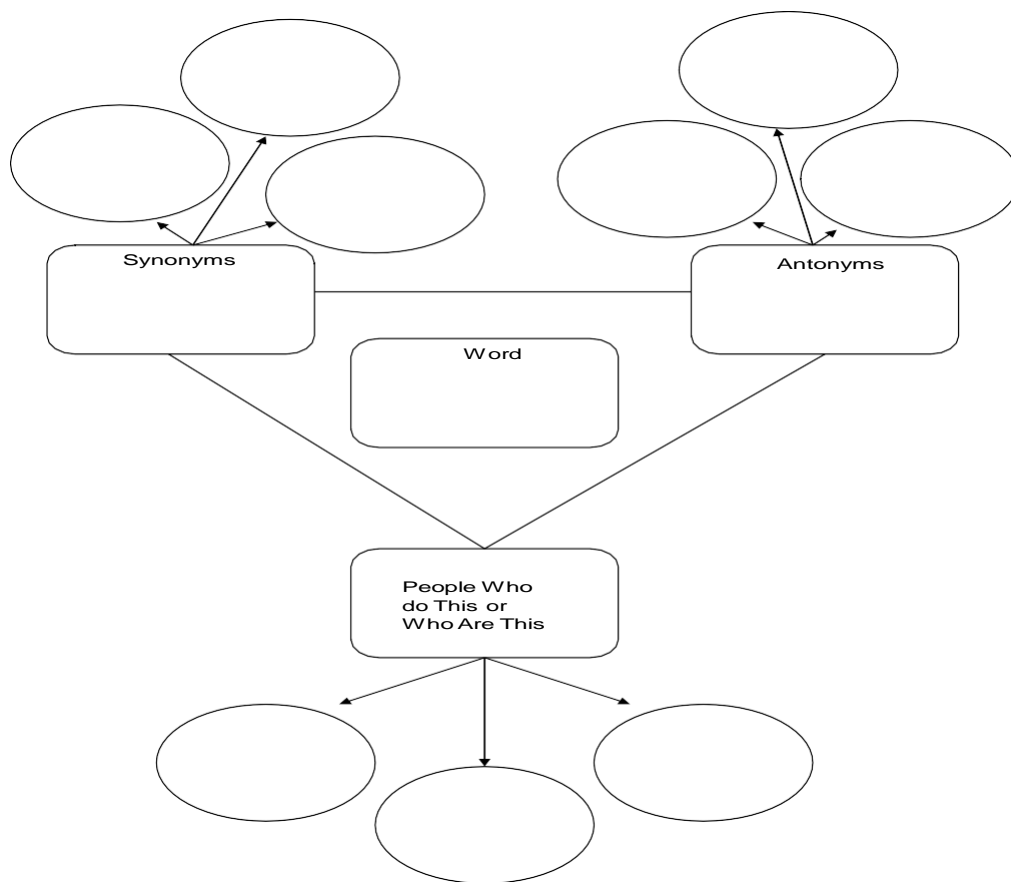 Synonyms
Antonyms
Word
People Who
do This or
Who Are This